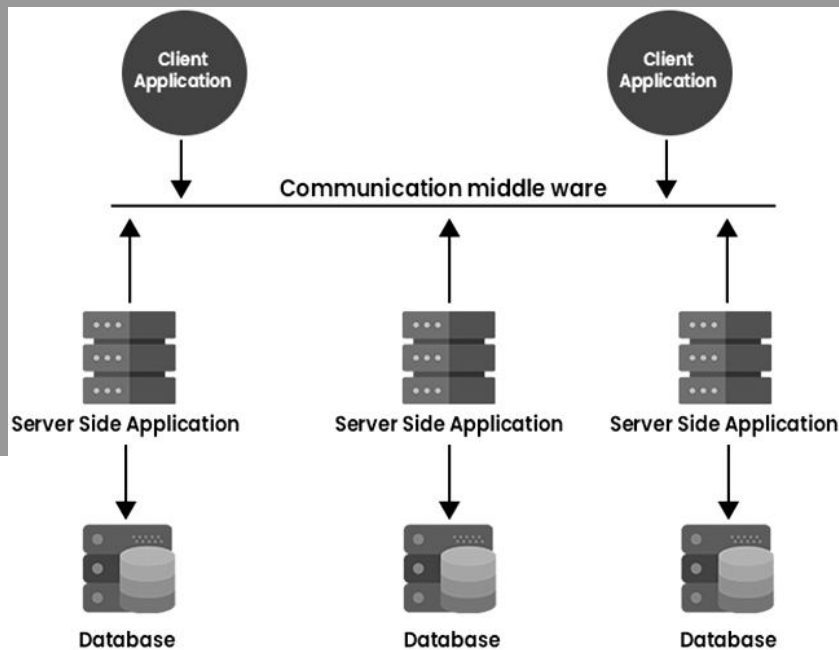 Client
Application
Client
Application
Communication middle ware
Server Side Application
Server Side Application
Server Side Application
Database
Database
Database